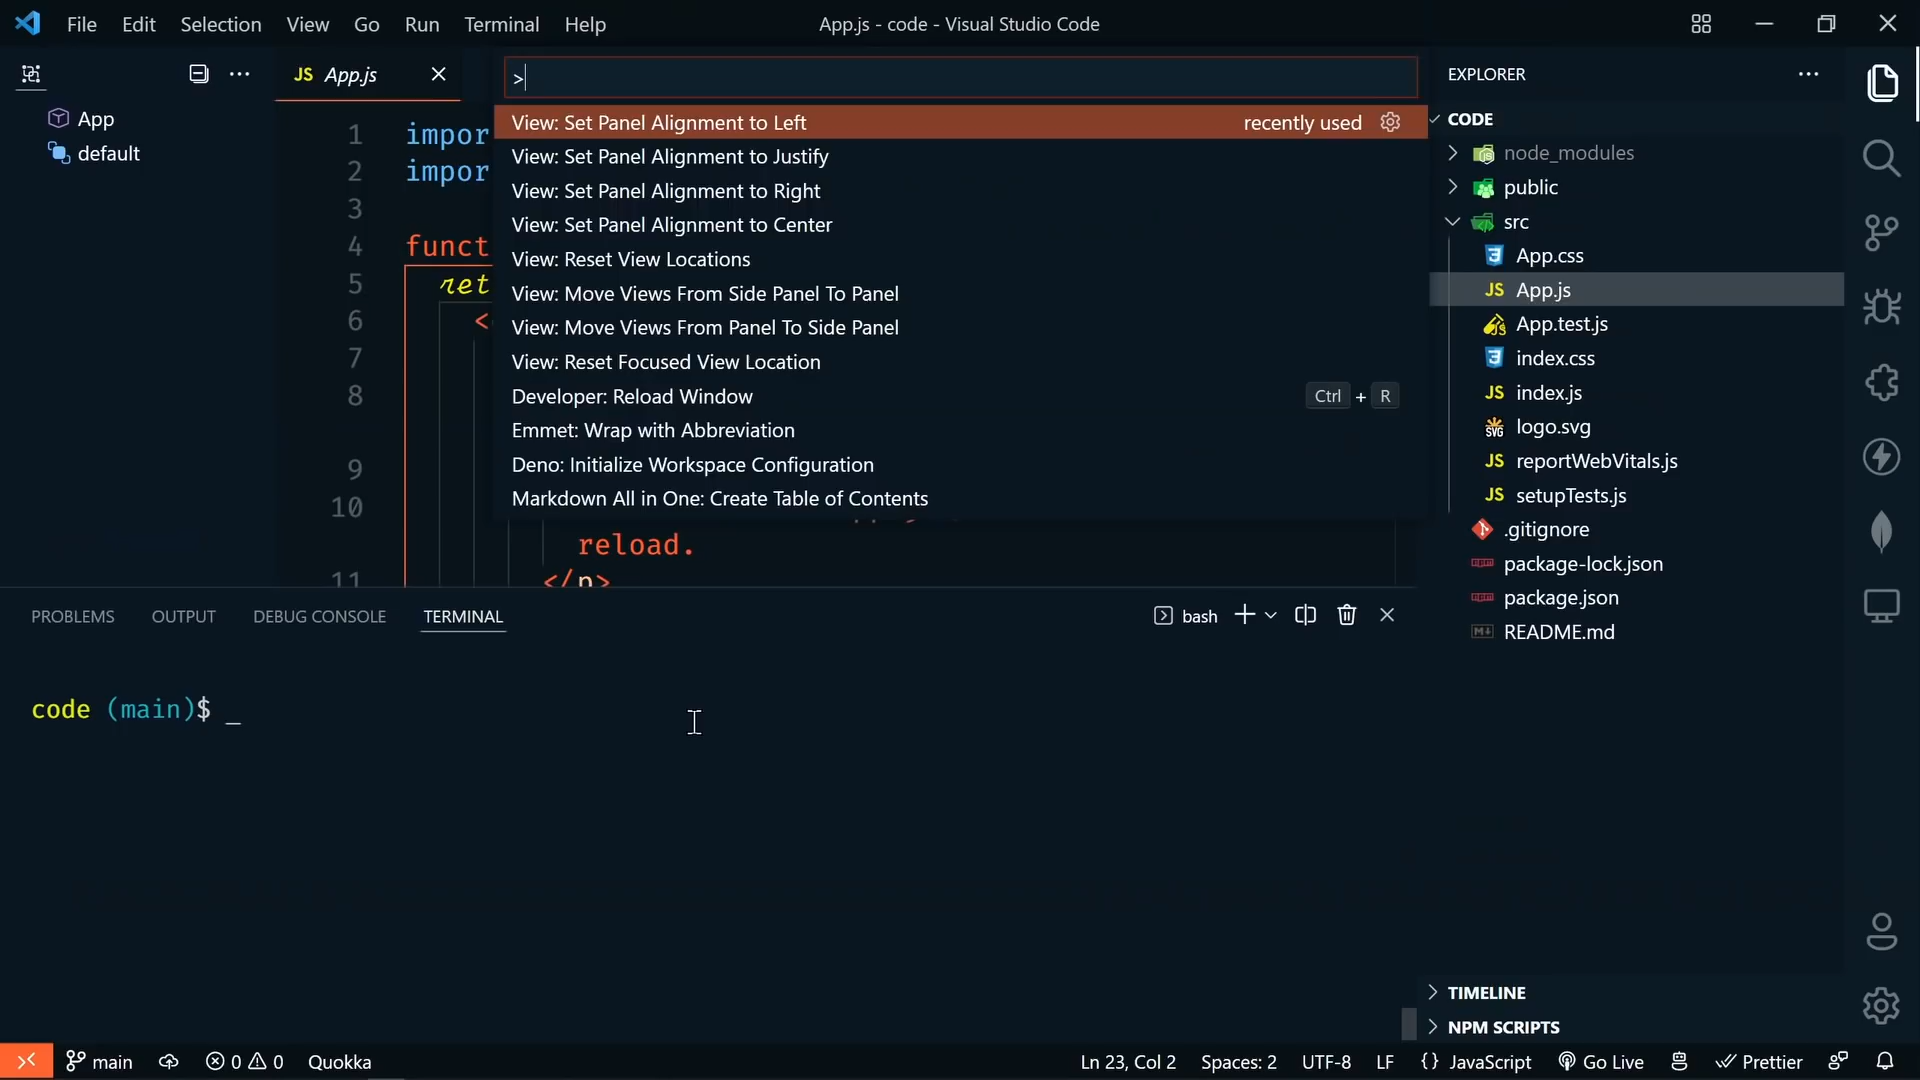 File Edit Selection View Go Run Terminal Help
App.js - code - Visual Studio Code
App
default
JS App.js
>
View: Set Panel Alignment to Left recently used
View: Set Panel Alignment to Justify
View: Set Panel Alignment to Right
View: Set Panel Alignment to Center
View: Reset View Locations
View: Move Views From Side Panel To Panel
View: Move Views From Panel To Side Panel
View: Reset Focused View Location
Developer: Reload Window Ctrl + R
Emmet: Wrap with Abbreviation
Deno: Initialize Workspace Configuration
Markdown All in One: Create Table of Contents
1 impor
2 impor
3
4 funct
5 ret
6 <
7
8
9
10
reload.
11 </p>
EXPLORER
CODE
node_modules
public
src
App.css
JS App.js
App.test.js
index.css
JS index.js
SVG logo.svg
JS reportWebVitals.js
JS setupTests.js
.gitignore
package-lock.json
package.json
README.md
TIMELINE
NPM SCRIPTS
PROBLEMS OUTPUT DEBUG CONSOLE TERMINAL
bash
code (main)$ _
main 0 0 Quokka
Ln 23, Col 2 Spaces: 2 UTF-8 LF {} JavaScript Go Live Prettier